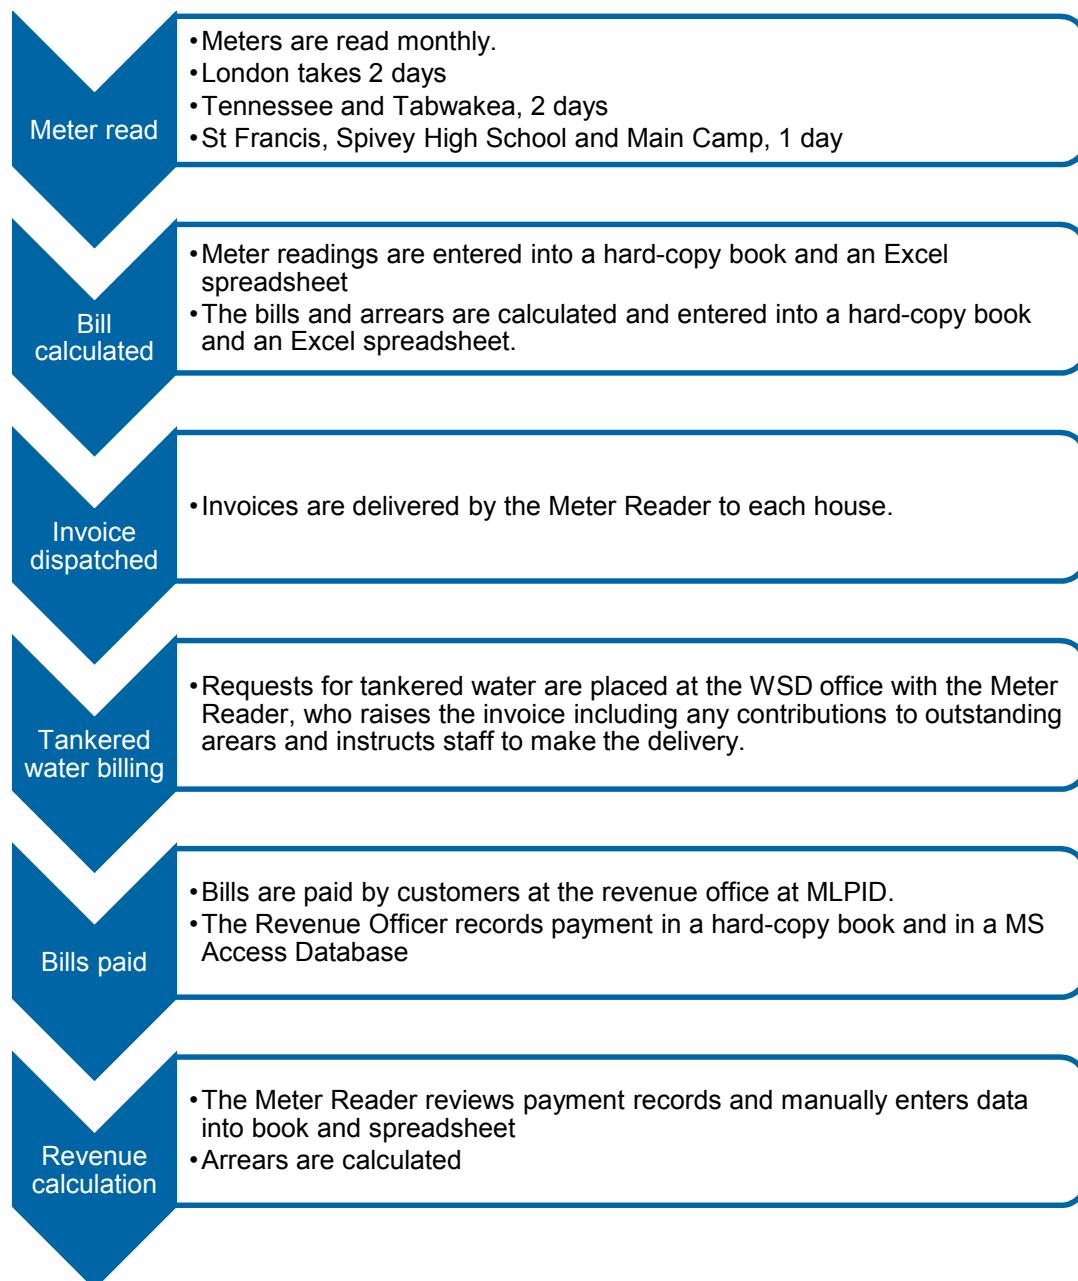 Meter read
•Meters are read monthly.
•London takes 2 days
•Tennessee and Tabwakea, 2 days
•St Francis, Spivey High School and Main Camp, 1 day
Bill
calculated
•Meter readings are entered into a hard-copy book and an Excel
spreadsheet
•The bills and arrears are calculated and entered into a hard-copy book
and an Excel spreadsheet.
Invoice
dispatched
•Invoices are delivered by the Meter Reader to each house.
Tankered
water billing
•Requests for tankered water are placed at the WSD office with the Meter
Reader, who raises the invoice including any contributions to outstanding
arears and instructs staff to make the delivery.
Bills paid
•Bills are paid by customers at the revenue office at MLPID.
•The Revenue Officer records payment in a hard-copy book and in a MS
Access Database
Revenue
calculation
•The Meter Reader reviews payment records and manually enters data
into book and spreadsheet
•Arrears are calculated